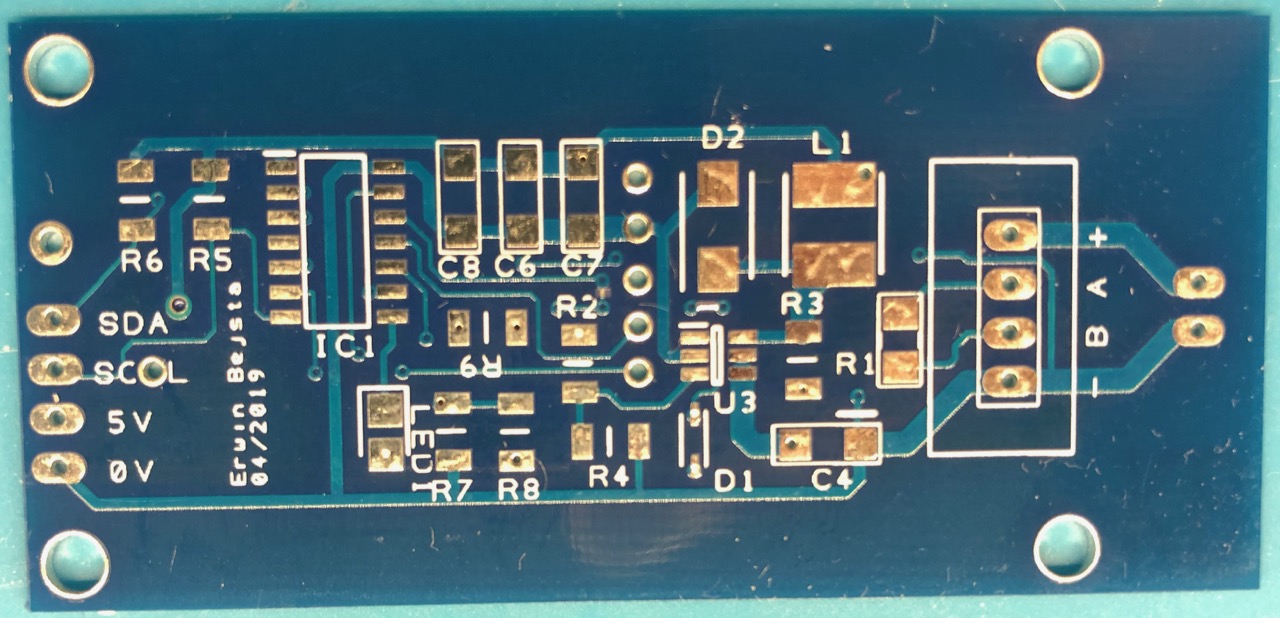 D2
L1
R6
R5
C8
C6
C7
SDA
IC1
R2
R3
+
A
B
-
SCL
R9
R1
U3
5V
0V
Erwin Bejsta
04/2019
LED1
R7
R8
R4
D1
C4